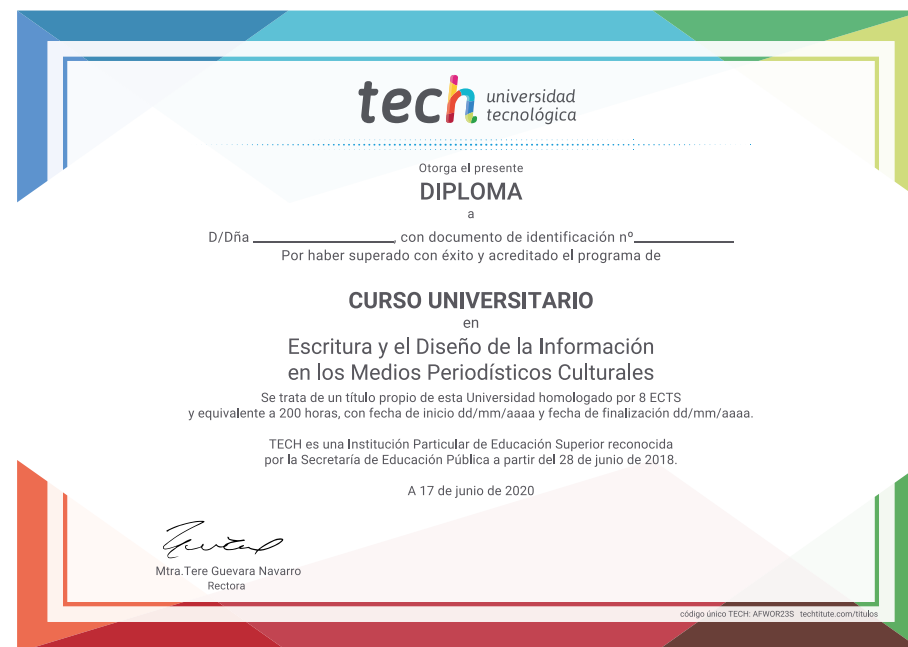 tech universidad
tecnológica
Otorga el presente
DIPLOMA
a
D/Dña ______________, con documento de identificación nº__________
Por haber superado con éxito y acreditado el programa de
CURSO UNIVERSITARIO
en
Escritura y el Diseño de la Información
en los Medios Periodísticos Culturales
Se trata de un título propio de esta Universidad homologado por 8 ECTS
y equivalente a 200 horas, con fecha de inicio dd/mm/aaaa y fecha de finalización dd/mm/aaaa.
TECH es una Institución Particular de Educación Superior reconocida
por la Secretaría de Educación Pública a partir del 28 de junio de 2018.
A 17 de junio de 2020
Mtra.Tere Guevara Navarro
Rectora
código único TECH: AFWOR23S techtitute.com/titulos